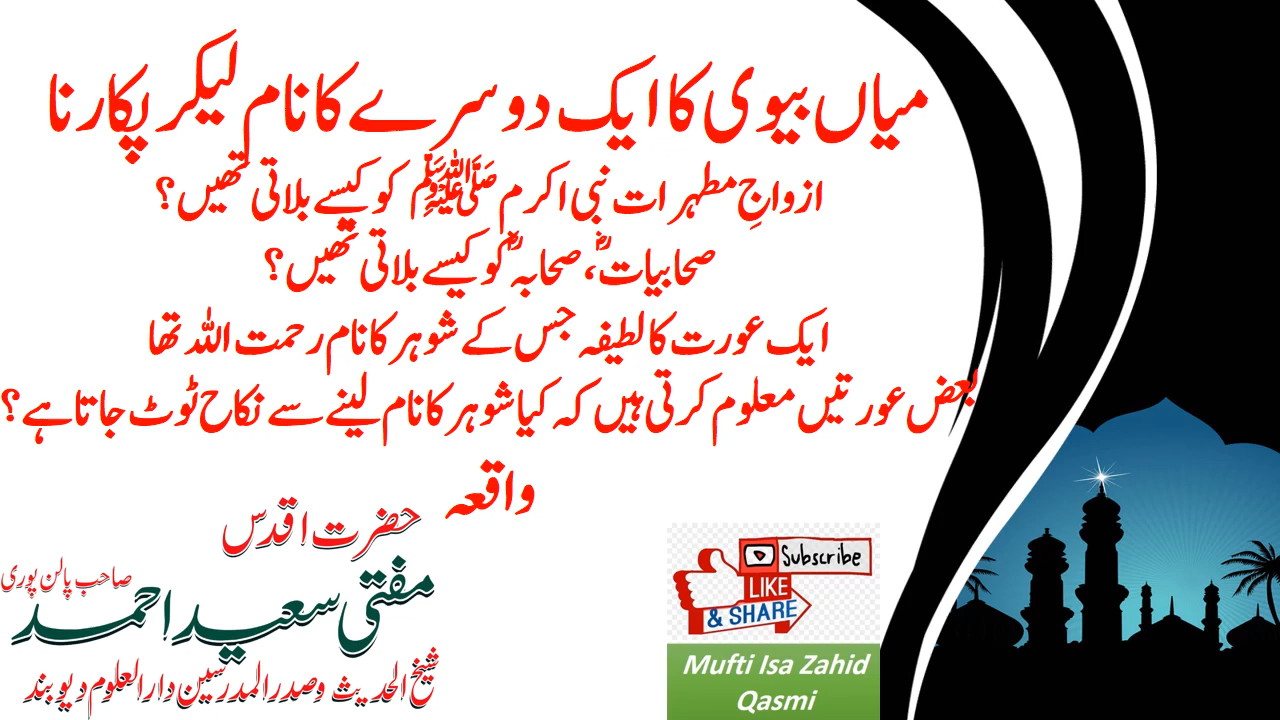 میاں بیوی کا ایک دوسرے کا نام لیکر پکارنا
ازواجِ مطہرات نبی اکرم ﷺ کو کیسے بلاتی تھیں؟
صحابیاتؓ، صحابہؓ کو کیسے بلاتی تھیں؟
ایک عورت کا لطیفہ جس کے شوہر کا نام رحمت اللہ تھا
بعض عورتیں معلوم کرتی ہیں کہ کیا شوہر کا نام لینے سے نکاح ٹوٹ جاتا ہے؟
واقعہ
حضرت اقدس
مفتی سعید احمد صاحب پالن پوری
شیخ الحدیث وصدر المدرسین دارالعلوم دیوبند
Subscribe
LIKE
& SHARE
Mufti Isa Zahid
Qasmi